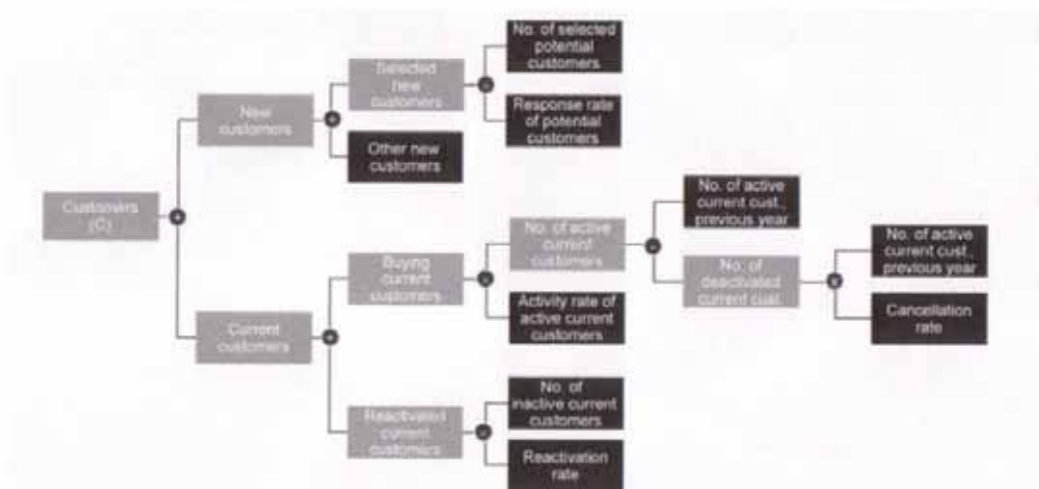 No. of selected
potential
customers
Selected
new
customers
New
customers
Response rate
of potential
customers
Other new
customers
Customers
(C)
No. of active
current cust.,
previous year
No. of active
current
customers
No. of active
current cust.,
previous year
Buying
current
customers
No. of
deactivated
current cust.
Activity rate of
active current
customers
Cancellation
rate
Current
customers
No. of
inactive current
customers
Reactivated
current
customers
Reactivation
rate